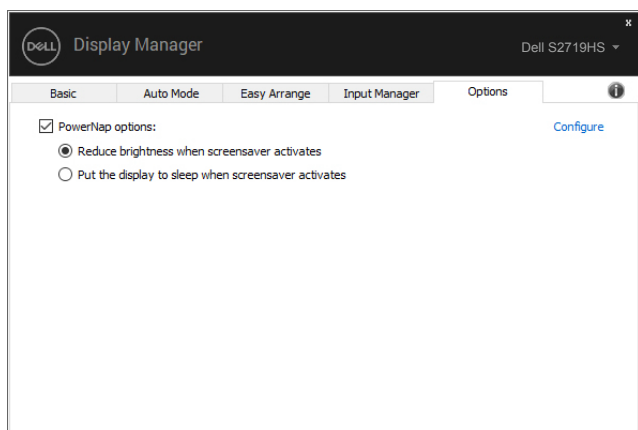 x
DELL Display Manager Dell S2719HS
Basic Auto Mode Easy Arrange Input Manager Options i
PowerNap options: Configure
Reduce brightness when screensaver activates
Put the display to sleep when screensaver activates